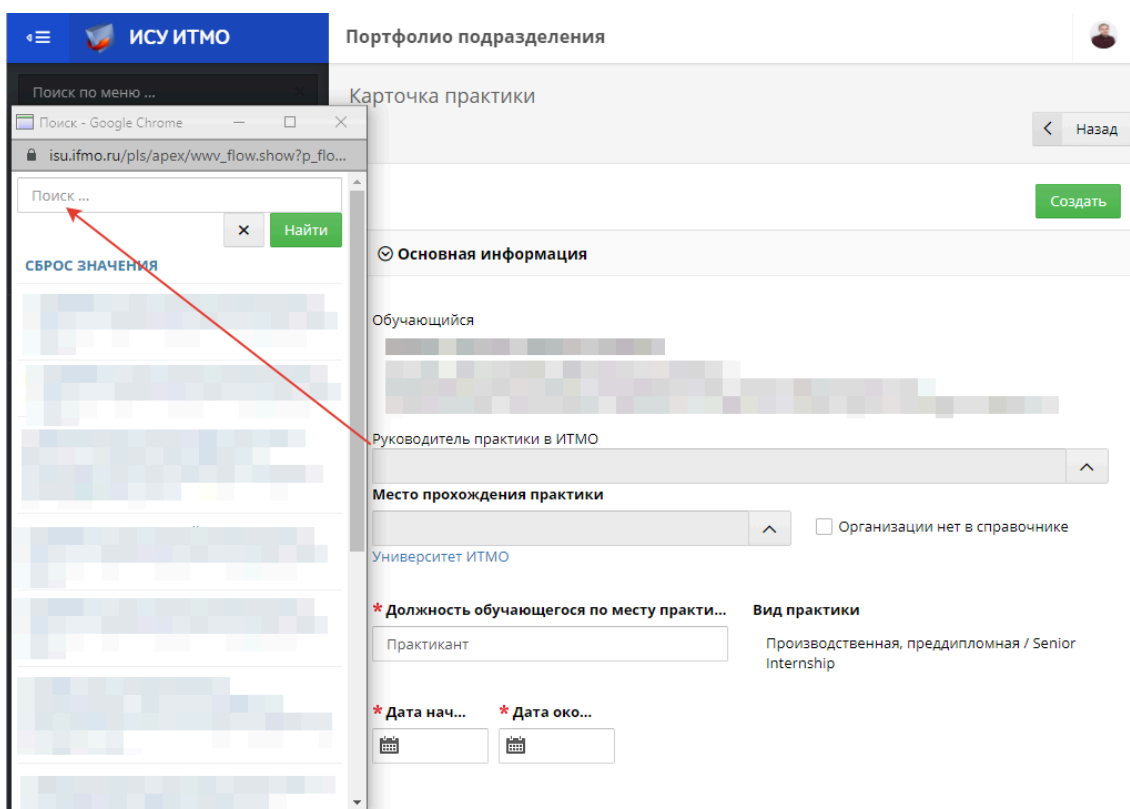 ИСУ ИТМО
Портфолио подразделения
Поиск по меню ...
Карточка практики
Назад
Поиск - Google Chrome
isu.ifmo.ru/pls/apex/wwv_flow.show?p_flo...
Поиск ...
Найти
СБРОС ЗНАЧЕНИЯ
Создать
Основная информация
Обучающийся
Руководитель практики в ИТМО
Место прохождения практики
Организации нет в справочнике
Университет ИТМО
* Должность обучающегося по месту практи...
Практикант
Вид практики
Производственная, преддипломная / Senior
Internship
* Дата нач...
* Дата око...